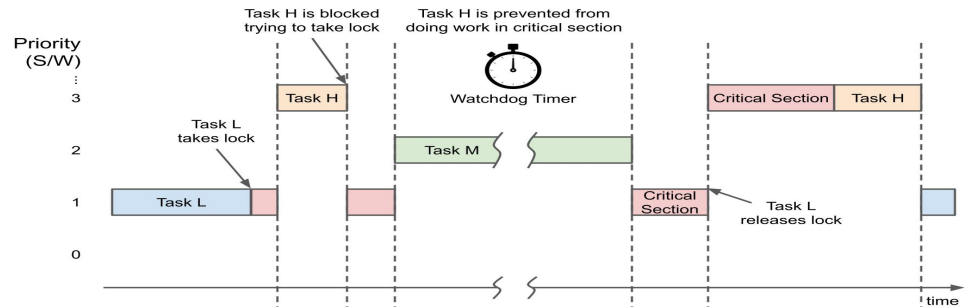 Task H is blocked
trying to take lock
Task H is prevented from
doing work in critical section
Priority
(S/W)
...
3
Task H
Watchdog Timer
Critical Section
Task H
Task L
takes lock
2
Task M
1
Task L
Critical
Section
Task L
releases lock
0
time